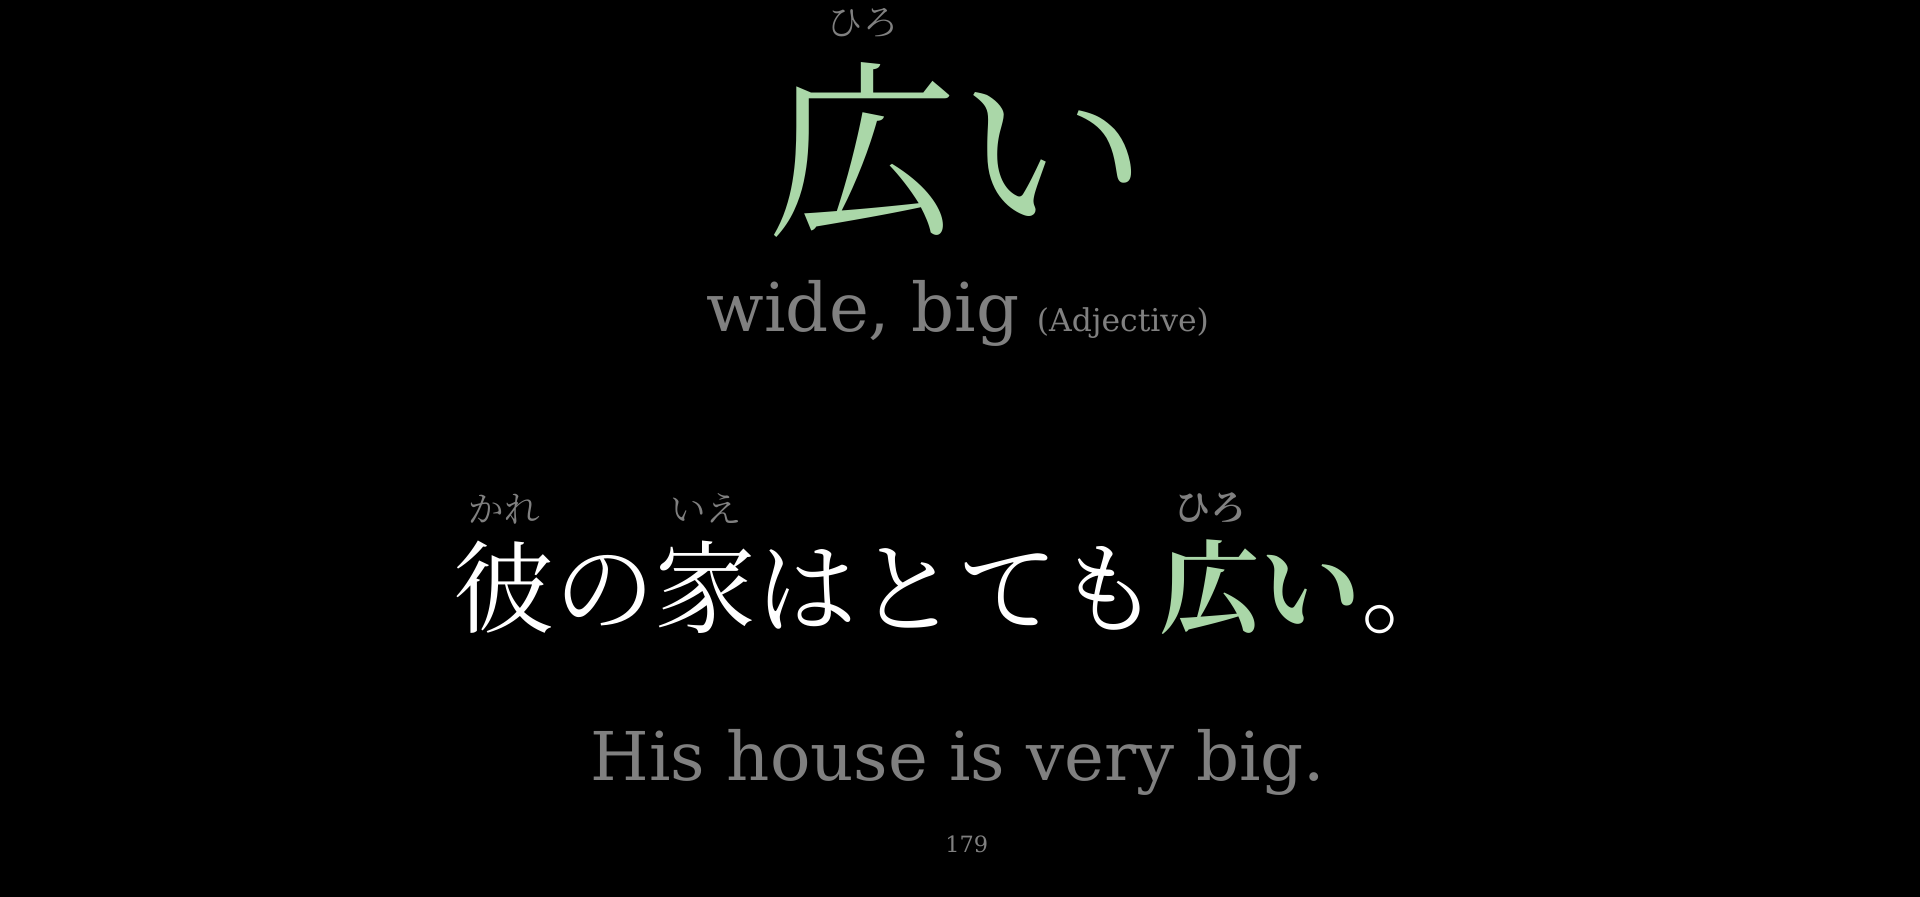 ひろ
広い
wide, big (Adjective)
かれ いえ ひろ
彼の家はとても広い。
His house is very big.
179